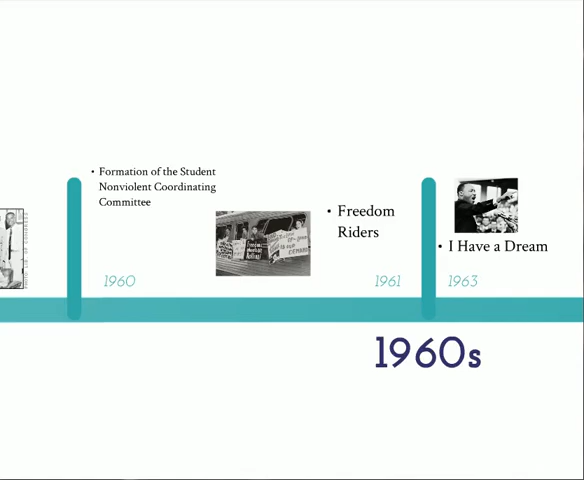 • Formation of the Student
Nonviolent Coordinating
Committee
• Freedom
Riders
• I Have a Dream
1960
1961
1963
1960s